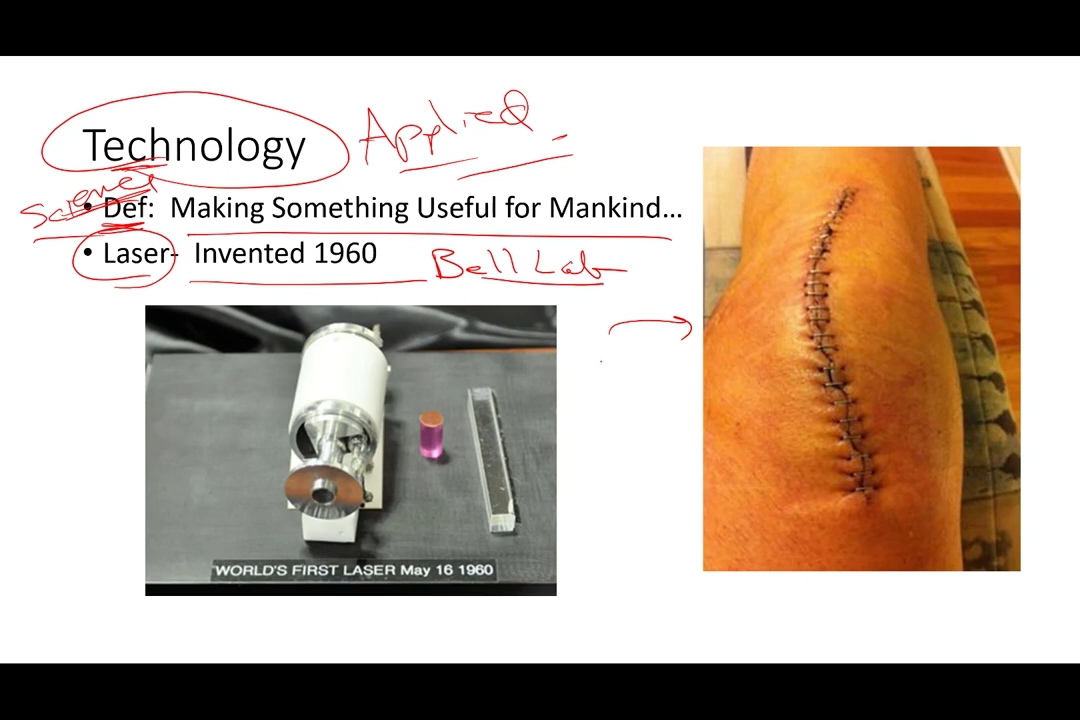 Technology Applied
Science
• Def: Making Something Useful for Mankind...
• Laser- Invented 1960 Bell Lab
WORLD'S FIRST LASER May 16 1960